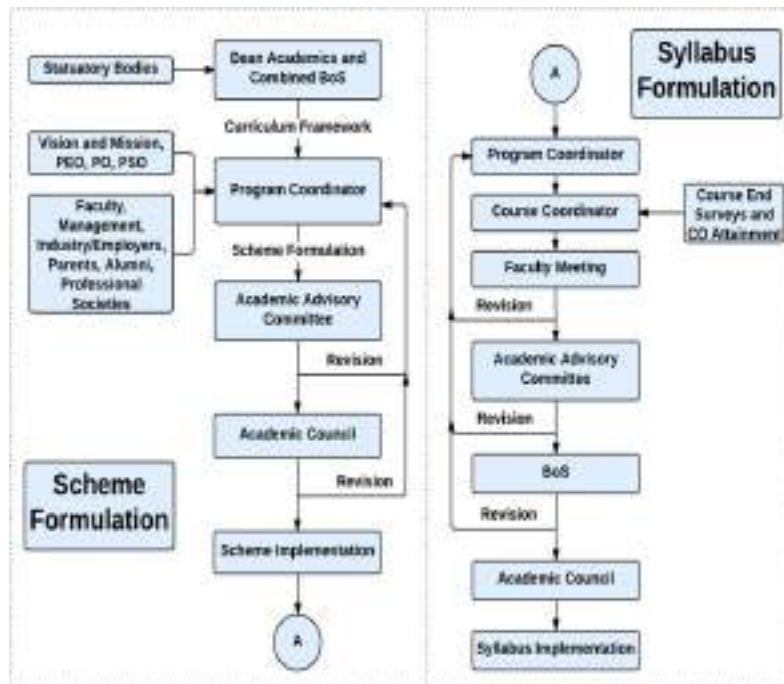 Statuatory Bodies
Dean Academics and
Combined BoS
Curriculum Framework
Vision and Mission,
PEO, PO, PSO
Program Coordinator
Faculty,
Management,
Industry/Employers,
Parents, Alumni,
Professional
Societies
Scheme Formulation
Academic Advisory
Committee
Revision
Academic Council
Revision
Scheme
Formulation
Scheme Implementation
A
A
Syllabus
Formulation
Program Coordinator
Course Coordinator
Course End
Surveys and
CO Attainment
Faculty Meeting
Revision
Academic Advisory
Committee
Revision
BoS
Revision
Academic Council
Syllabus Implementation